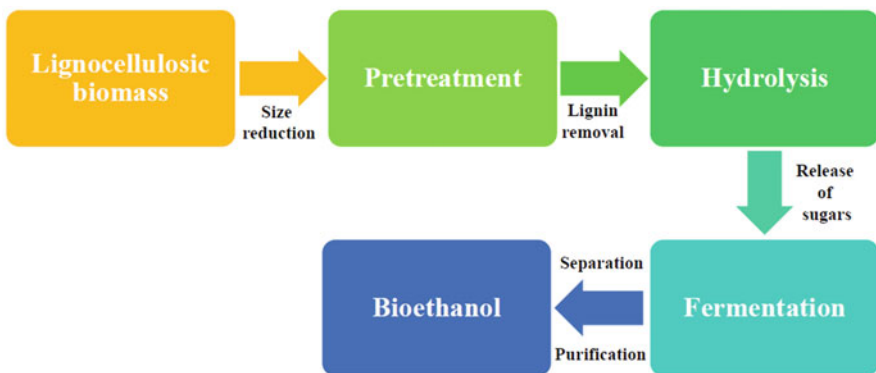 Lignocellulosic
biomass
Size
reduction
Pretreatment
Lignin
removal
Hydrolysis
Release
of
sugars
Fermentation
Separation
Purification
Bioethanol